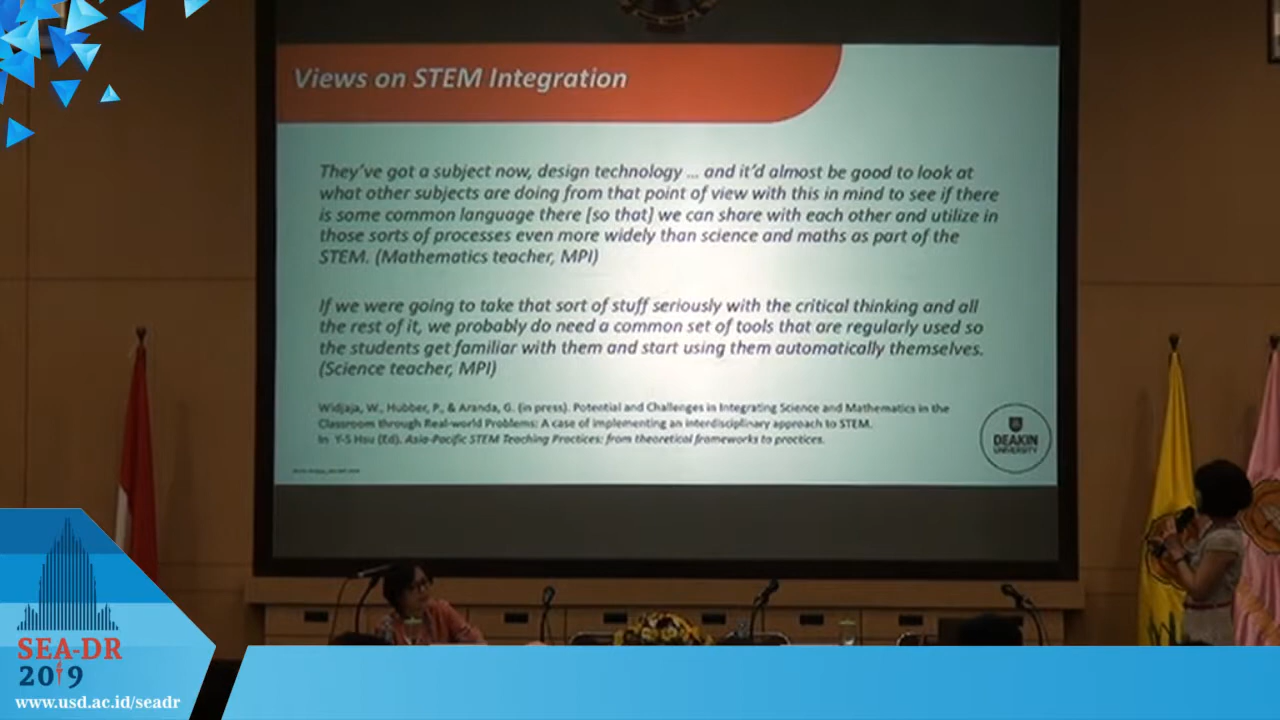 Views on STEM Integration
They've got a subject now, design technology ... and it'd almost be good to look at
what other subjects are doing from that point of view with this in mind to see if there
is some common language there [so that] we can share with each other and utilize in
those sorts of processes even more widely than science and maths as part of the
STEM. (Mathematics teacher, MPI)
If we were going to take that sort of stuff seriously with the critical thinking and all
the rest of it, we probably do need a common set of tools that are regularly used so
the students get familiar with them and start using them automatically themselves.
(Science teacher, MPI)
Widjaja, W., Hubber, P., & Aranda, G. (in press). Potential and Challenges in Integrating Science and Mathematics in the
Classroom through Real-world Problems: A case of implementing an interdisciplinary approach to STEM.
In Y-S Hsu (Ed). Asia-Pacific STEM Teaching Practices: from theoretical frameworks to practices.
DEAKIN
UNIVERSITY
SEA-DR
2019
www.usd.ac.id/seadr